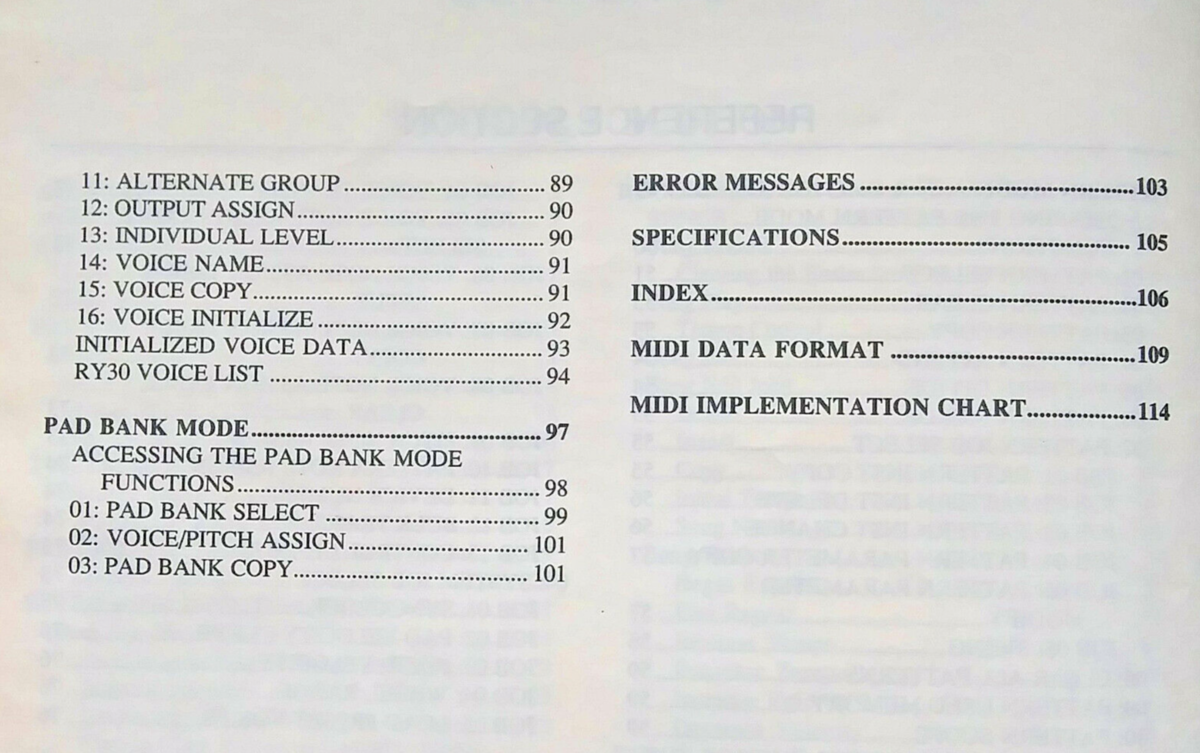 11: ALTERNATE GROUP.................................... 89
12: OUTPUT ASSIGN............................................. 90
13: INDIVIDUAL LEVEL...................................... 90
14: VOICE NAME.................................................. 91
15: VOICE COPY.................................................... 91
16: VOICE INITIALIZE......................................... 92
INITIALIZED VOICE DATA................................ 93
RY30 VOICE LIST ................................................. 94
PAD BANK MODE..................................................... 97
ACCESSING THE PAD BANK MODE
FUNCTIONS....................................................... 98
01: PAD BANK SELECT ....................................... 99
02: VOICE/PITCH ASSIGN.................................. 101
03: PAD BANK COPY.......................................... 101
ERROR MESSAGES ..............................................103
SPECIFICATIONS.................................................. 105
INDEX..........................................................................106
MIDI DATA FORMAT ..........................................109
MIDI IMPLEMENTATION CHART...................114